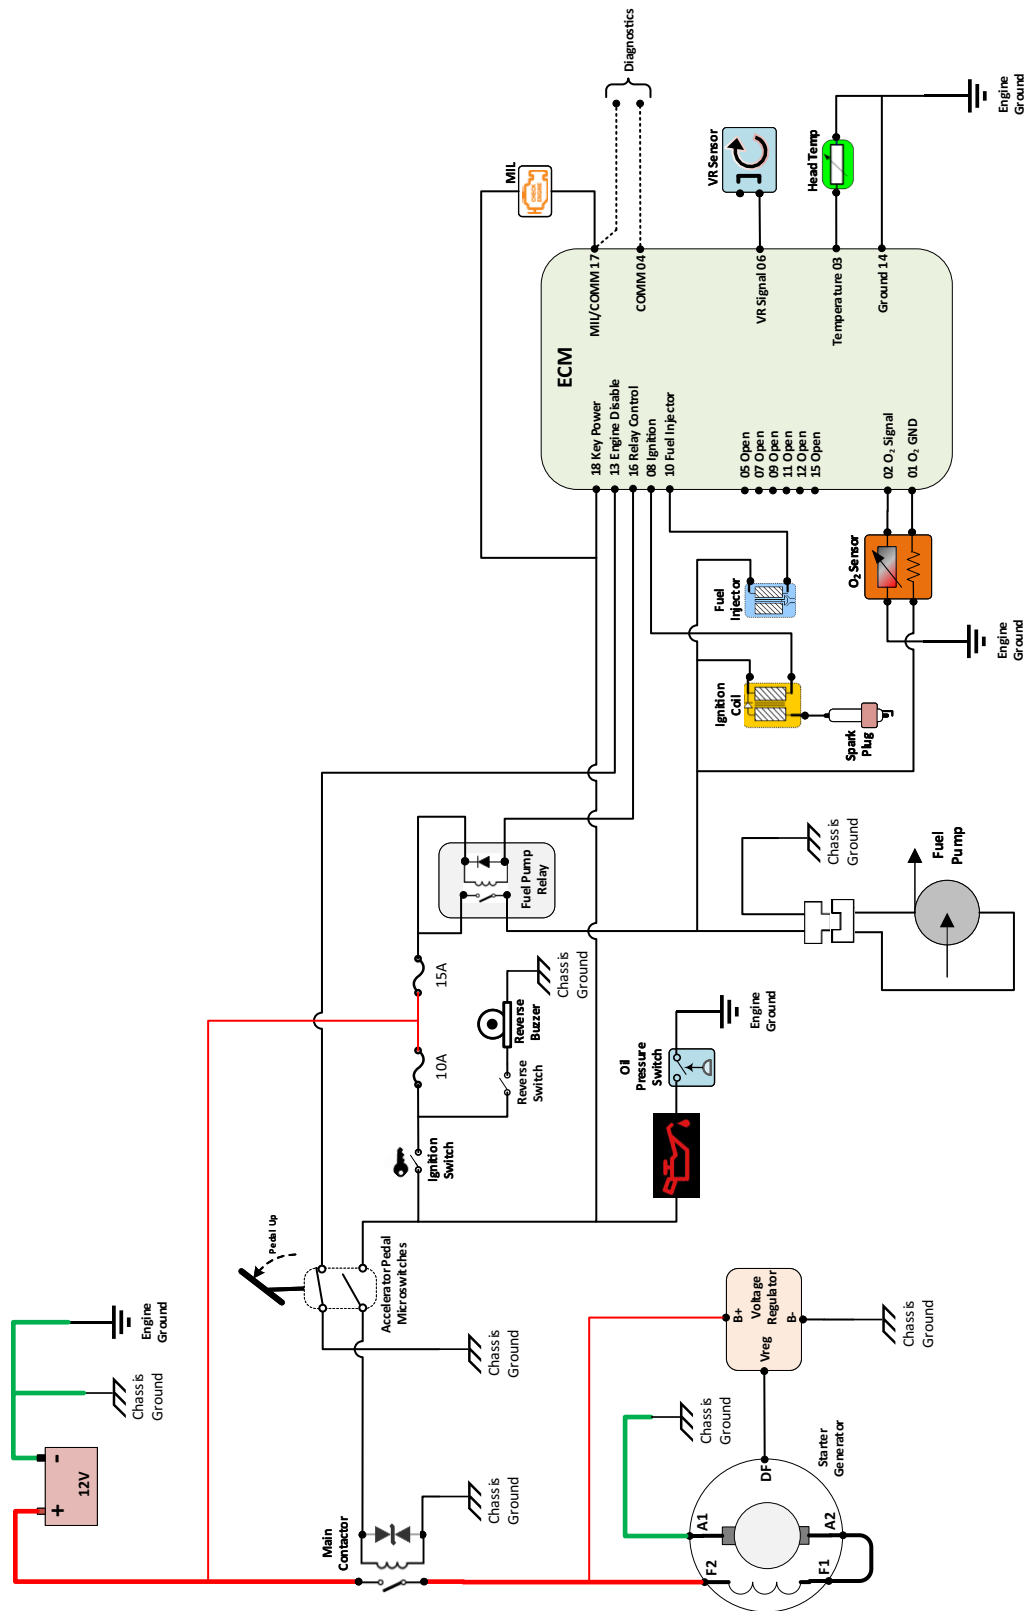 12V
+
-
Chassis
Ground
Engine
Ground
Pedal Up
Accelerator Pedal
Microswitches
Main
Contactor
Chassis
Ground
Chassis
Ground
Ignition
Switch
10A
15A
Reverse
Switch
Reverse
Buzzer
Chassis
Ground
Fuel Pump
Relay
MIL
CHECK
ENGINE
Diagnostics
ECM
18 Key Power
13 Engine Disable
16 Relay Control
08 Ignition
10 Fuel Injector
05 Open
07 Open
09 Open
11 Open
12 Open
15 Open
02 O₂ Signal
01 O₂ GND
MIL/COMM 17
COMM 04
VR Signal 06
Temperature 03
Ground 14
VR Sensor
Head Temp
Engine
Ground
Fuel
Injector
Ignition
Coil
Spark
Plug
O₂ Sensor
Engine
Ground
Oil
Pressure
Switch
Engine
Ground
Chassis
Ground
Fuel
Pump
B+
Voltage
Regulator
Vreg
B-
Chassis
Ground
Chassis
Ground
F2
A1
DF
F1
A2
Starter
Generator